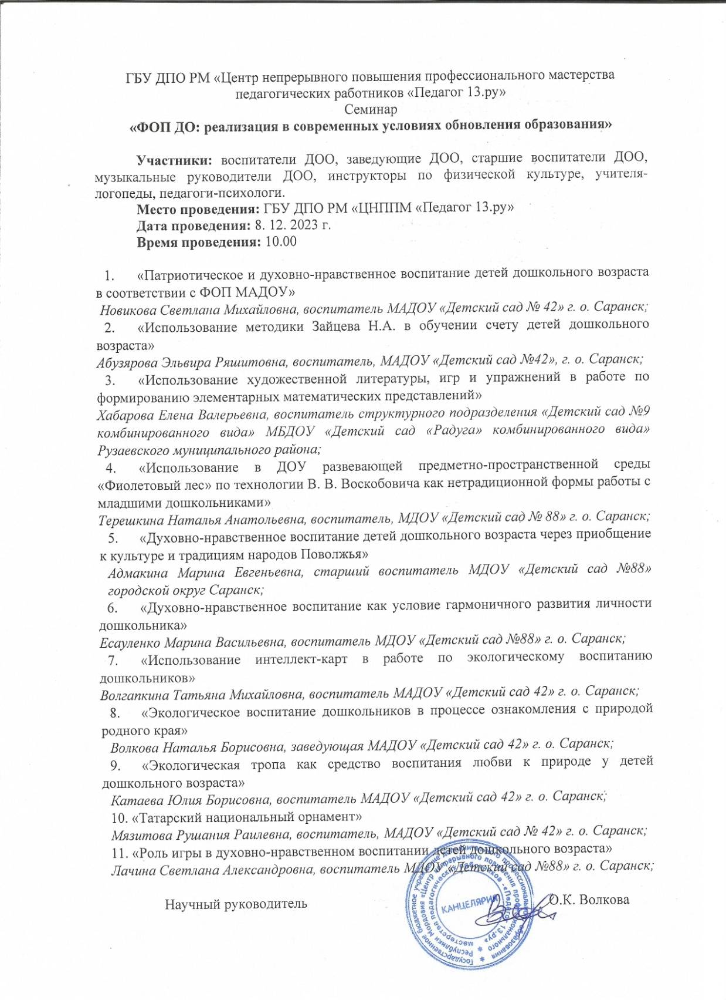 ГБУ ДПО РМ «Центр непрерывного повышения профессионального мастерства
педагогических работников «Педагог 13.ру»
Семинар
«ФОП ДО: реализация в современных условиях обновления образования»
Участники: воспитатели ДОО, заведующие ДОО, старшие воспитатели ДОО,
музыкальные руководители ДОО, инструкторы по физической культуре, учителя-
логопеды, педагоги-психологи.
Место проведения: ГБУ ДПО РМ «ЦНППМ «Педагог 13.ру»
Дата проведения: 8. 12. 2023 г.
Время проведения: 10.00
1. «Патриотическое и духовно-нравственное воспитание детей дошкольного возраста
в соответствии с ФОП МАДОУ»
Новикова Светлана Михайловна, воспитатель МАДОУ «Детский сад № 42» г. о. Саранск;
2. «Использование методики Зайцева Н.А. в обучении счету детей дошкольного
возраста»
Абузярова Эльвира Ряшитовна, воспитатель, МАДОУ «Детский сад №42», г. о. Саранск;
3. «Использование художественной литературы, игр и упражнений в работе по
формированию элементарных математических представлений»
Хабарова Елена Валерьевна, воспитатель структурного подразделения «Детский сад №9
комбинированного вида» МБДОУ «Детский сад «Радуга» комбинированного вида»
Рузаевского муниципального района;
4. «Использование в ДОУ развевающей предметно-пространственной среды
«Фиолетовый лес» по технологии В. В. Воскобовича как нетрадиционной формы работы с
младшими дошкольниками»
Терешкина Наталья Анатольевна, воспитатель, МДОУ «Детский сад № 88» г. о. Саранск;
5. «Духовно-нравственное воспитание детей дошкольного возраста через приобщение
к культуре и традициям народов Поволжья»
Адмакина Марина Евгеньевна, старший воспитатель МДОУ «Детский сад №88»
городской округ Саранск;
6. «Духовно-нравственное воспитание как условие гармоничного развития личности
дошкольника»
Есауленко Марина Васильевна, воспитатель МДОУ «Детский сад №88» г. о. Саранск;
7. «Использование интеллект-карт в работе по экологическому воспитанию
дошкольников»
Волгапкина Татьяна Михайловна, воспитатель МАДОУ «Детский сад 42» г. о. Саранск;
8. «Экологическое воспитание дошкольников в процессе ознакомления с природой
родного края»
Волкова Наталья Борисовна, заведующая МАДОУ «Детский сад 42» г. о. Саранск;
9. «Экологическая тропа как средство воспитания любви к природе у детей
дошкольного возраста»
Катаева Юлия Борисовна, воспитатель МАДОУ «Детский сад 42» г. о. Саранск;
10. «Татарский национальный орнамент»
Мязитова Рушания Раилевна, воспитатель, МАДОУ «Детский сад № 42» г. о. Саранск;
11. «Роль игры в духовно-нравственном воспитании детей дошкольного возраста»
Лачина Светлана Александровна, воспитатель МДОУ «Детский сад №88» г. о. Саранск;
Научный руководитель О.К. Волкова
Государственное бюджетное учреждение дополнительного профессионального образования
Республики Мордовия «Центр непрерывного повышения профессионального
мастерства педагогических работников - «Педагог 13.ру»
КАНЦЕЛЯРИЯ